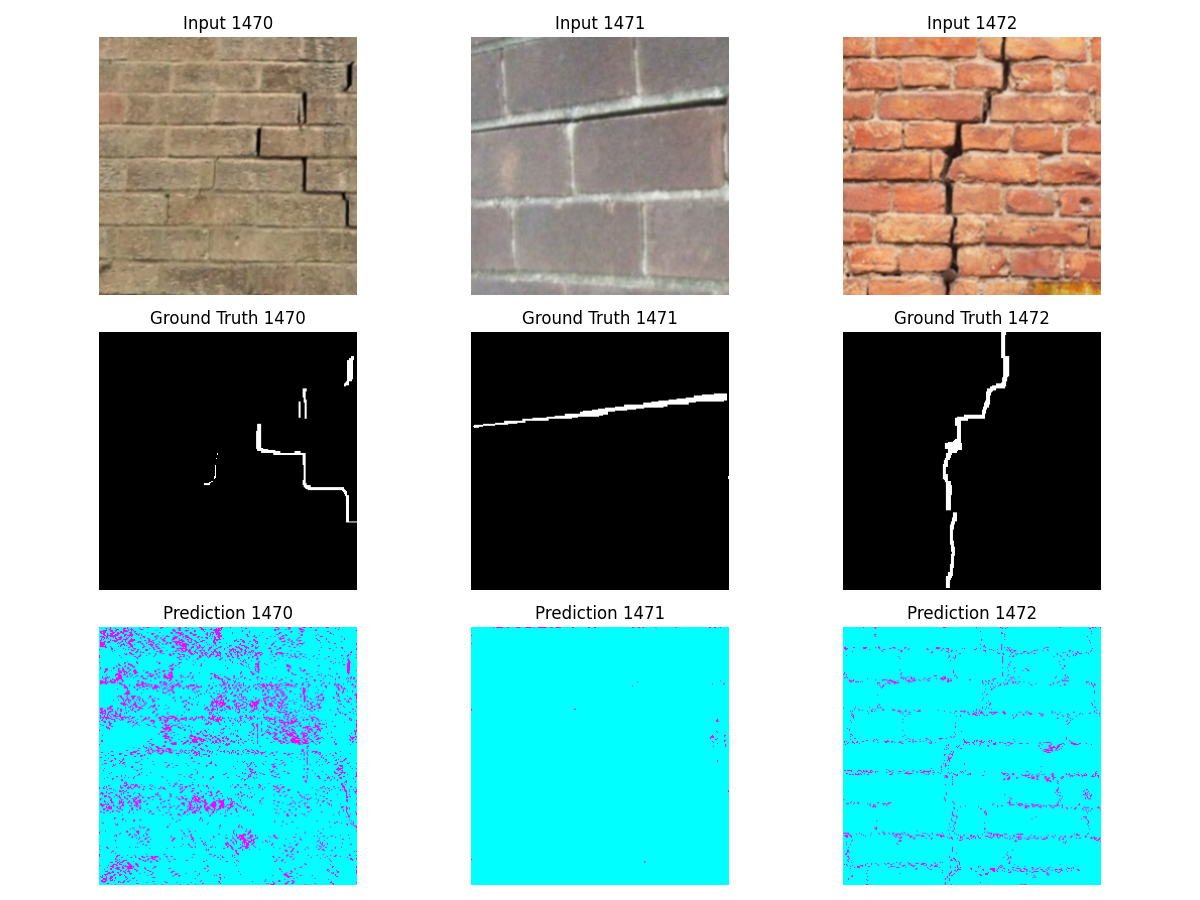 Input 1470
Input 1471
Input 1472
Ground Truth 1470
Ground Truth 1471
Ground Truth 1472
Prediction 1470
Prediction 1471
Prediction 1472